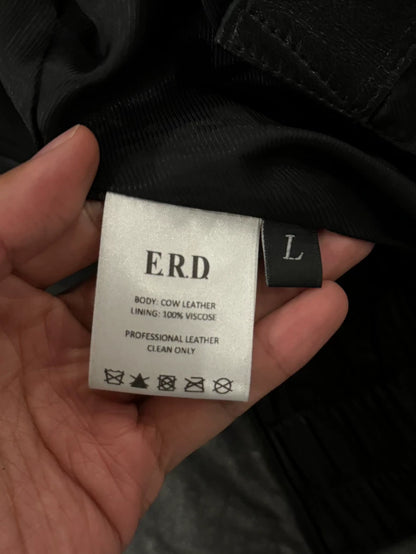 E.R.D.
BODY: COW LEATHER
LINING: 100% VISCOSE
PROFESSIONAL LEATHER
CLEAN ONLY
L